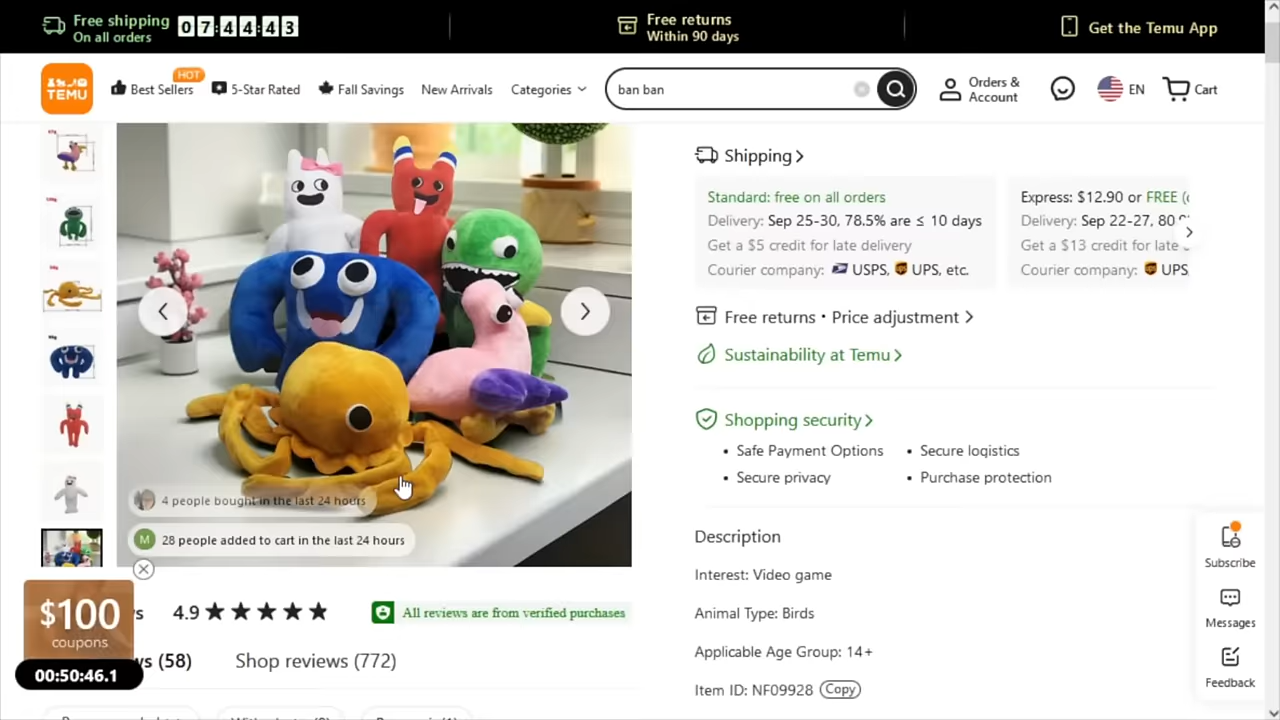 Free shipping
On all orders
07:44:43
Free returns
Within 90 days
Get the Temu App
TEMU
Best Sellers
HOT
5-Star Rated
Fall Savings
New Arrivals
Categories
ban ban
Orders &
Account
EN
Cart
Shipping
Standard: free on all orders
Delivery: Sep 25-30, 78.5% are ≤ 10 days
Get a $5 credit for late delivery
Courier company: USPS, UPS, etc.
Express: $12.90 or FREE
Delivery: Sep 22-27, 80
Get a $13 credit for late
Courier company: UPS
Free returns • Price adjustment
Sustainability at Temu
Shopping security
• Safe Payment Options
• Secure logistics
• Secure privacy
• Purchase protection
4 people bought in the last 24 hours
M 28 people added to cart in the last 24 hours
Description
Interest: Video game
Animal Type: Birds
Applicable Age Group: 14+
Item ID: NF09928 Copy
$100
coupons
00:50:46.1
4.9
All reviews are from verified purchases
(58)
Shop reviews (772)
Subscribe
Messages
Feedback